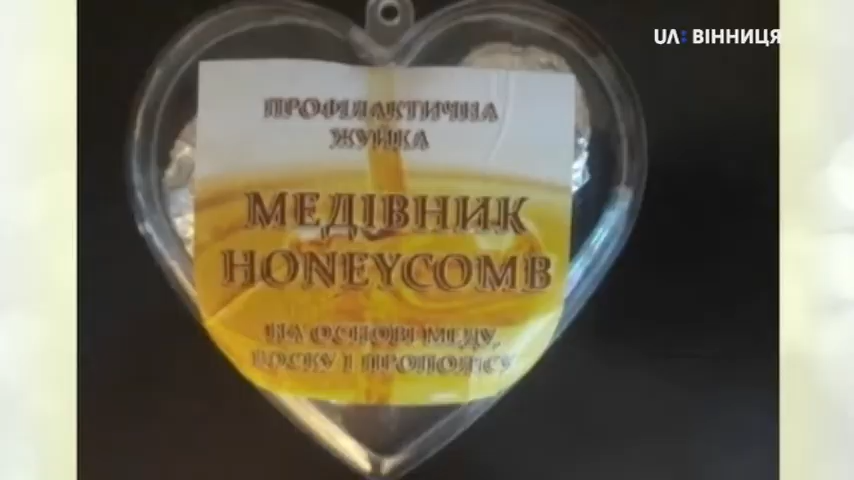 UA: ВІННИЦЯ
ПРОФІЛАКТИЧНА
ЖУЙКА
МЕДІВНИК
HONEYCOMB
НА ОСНОВІ МЕДУ,
ВОСКУ І ПРОПОЛІСУ